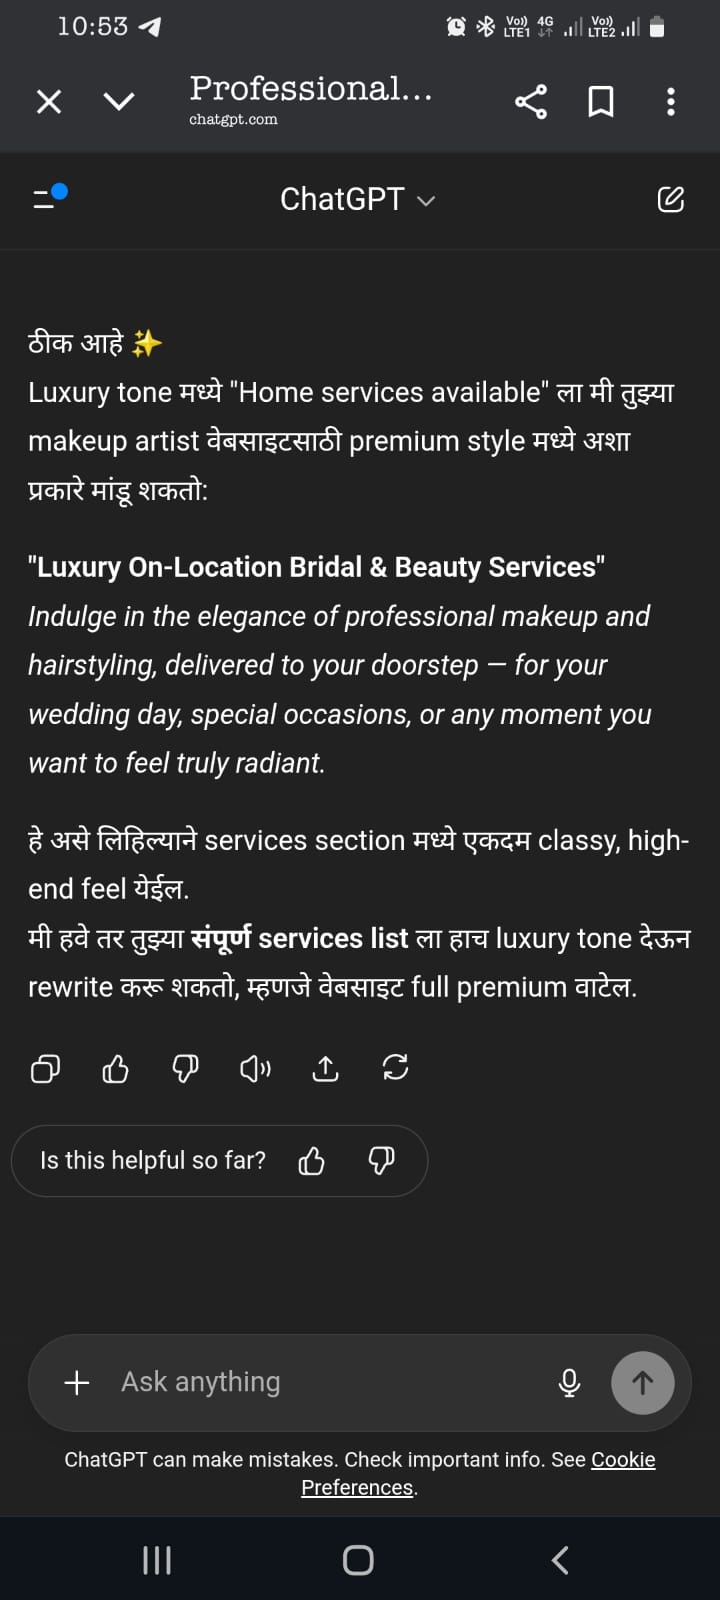 10:53
Vo) 4G Vo)
LTE1 LTE2
Professional...
chatgpt.com
ChatGPT
ठीक आहे ✨
Luxury tone मध्ये "Home services available" ला मी तुझ्या
makeup artist वेबसाइटसाठी premium style मध्ये अशा
प्रकारे मांडू शकतो:
"Luxury On-Location Bridal & Beauty Services"
Indulge in the elegance of professional makeup and
hairstyling, delivered to your doorstep — for your
wedding day, special occasions, or any moment you
want to feel truly radiant.
हे असे लिहिल्याने services section मध्ये एकदम classy, high-
end feel येईल.
मी हवे तर तुझ्या संपूर्ण services list ला हाच luxury tone देऊन
rewrite करू शकतो, म्हणजे वेबसाइट full premium वाटेल.
Is this helpful so far?
Ask anything
ChatGPT can make mistakes. Check important info. See Cookie
Preferences.